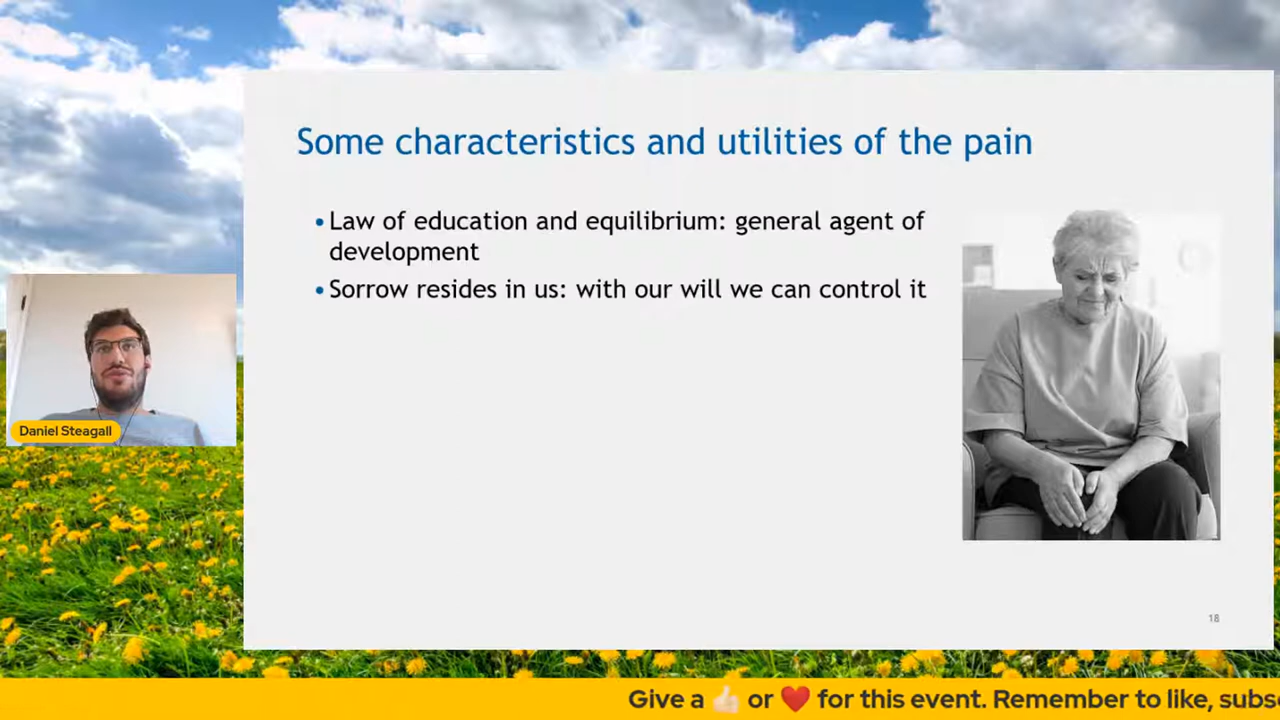 Some characteristics and utilities of the pain
•Law of education and equilibrium: general agent of
development
•Sorrow resides in us: with our will we can control it
Daniel Steagall
18
Give a 👍🏻 or ❤️ for this event. Remember to like, subs